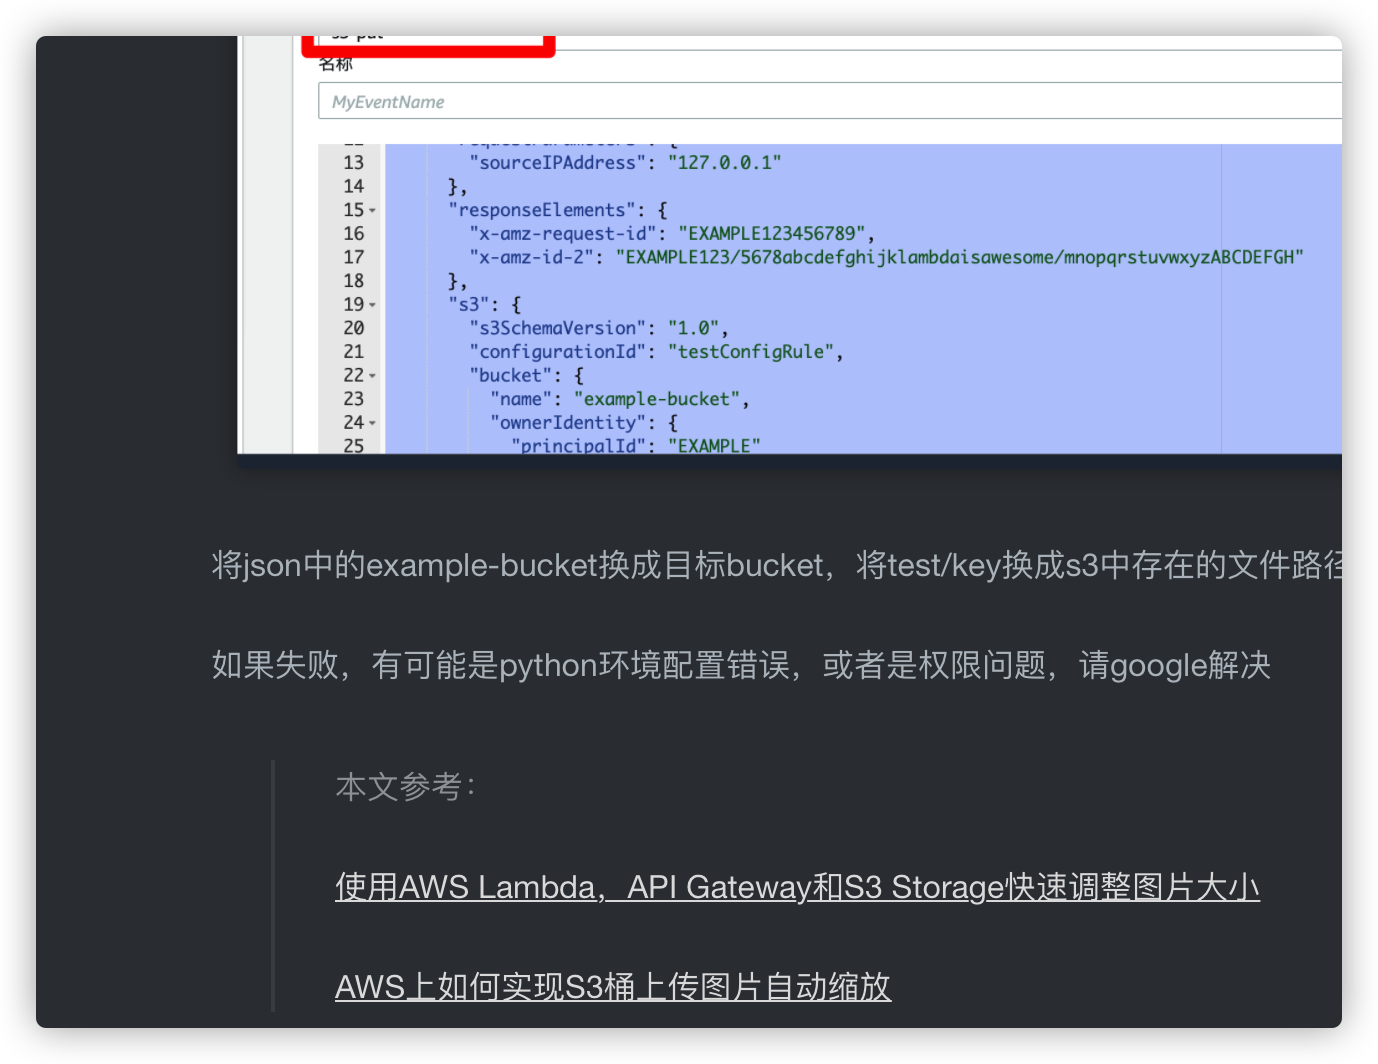 s3-put
名称
MyEventName
13 "sourceIPAddress": "127.0.0.1"
14 },
15 "responseElements": {
16 "x-amz-request-id": "EXAMPLE123456789",
17 "x-amz-id-2": "EXAMPLE123/5678abcdefghijklambdaisawesome/mnopqrstuvwxyzABCDEFGH"
18 },
19 "s3": {
20 "s3SchemaVersion": "1.0",
21 "configurationId": "testConfigRule",
22 "bucket": {
23 "name": "example-bucket",
24 "ownerIdentity": {
25 "principalId": "EXAMPLE"
将json中的example-bucket换成目标bucket，将test/key换成s3中存在的文件路径
如果失败，有可能是python环境配置错误，或者是权限问题，请google解决
本文参考：
使用AWS Lambda，API Gateway和S3 Storage快速调整图片大小
AWS上如何实现S3桶上传图片自动缩放